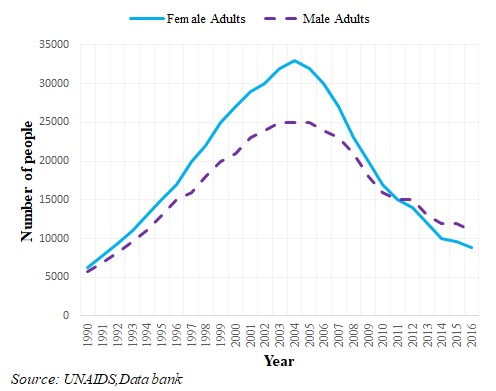 Female Adults Male Adults
35000
30000
25000
20000
15000
10000
5000
0
Number of people
1990 1991 1992 1993 1994 1995 1996 1997 1998 1999 2000 2001 2002 2003 2004 2005 2006 2007 2008 2009 2010 2011 2012 2013 2014 2015 2016
Year
Source: UNAIDS,Data bank